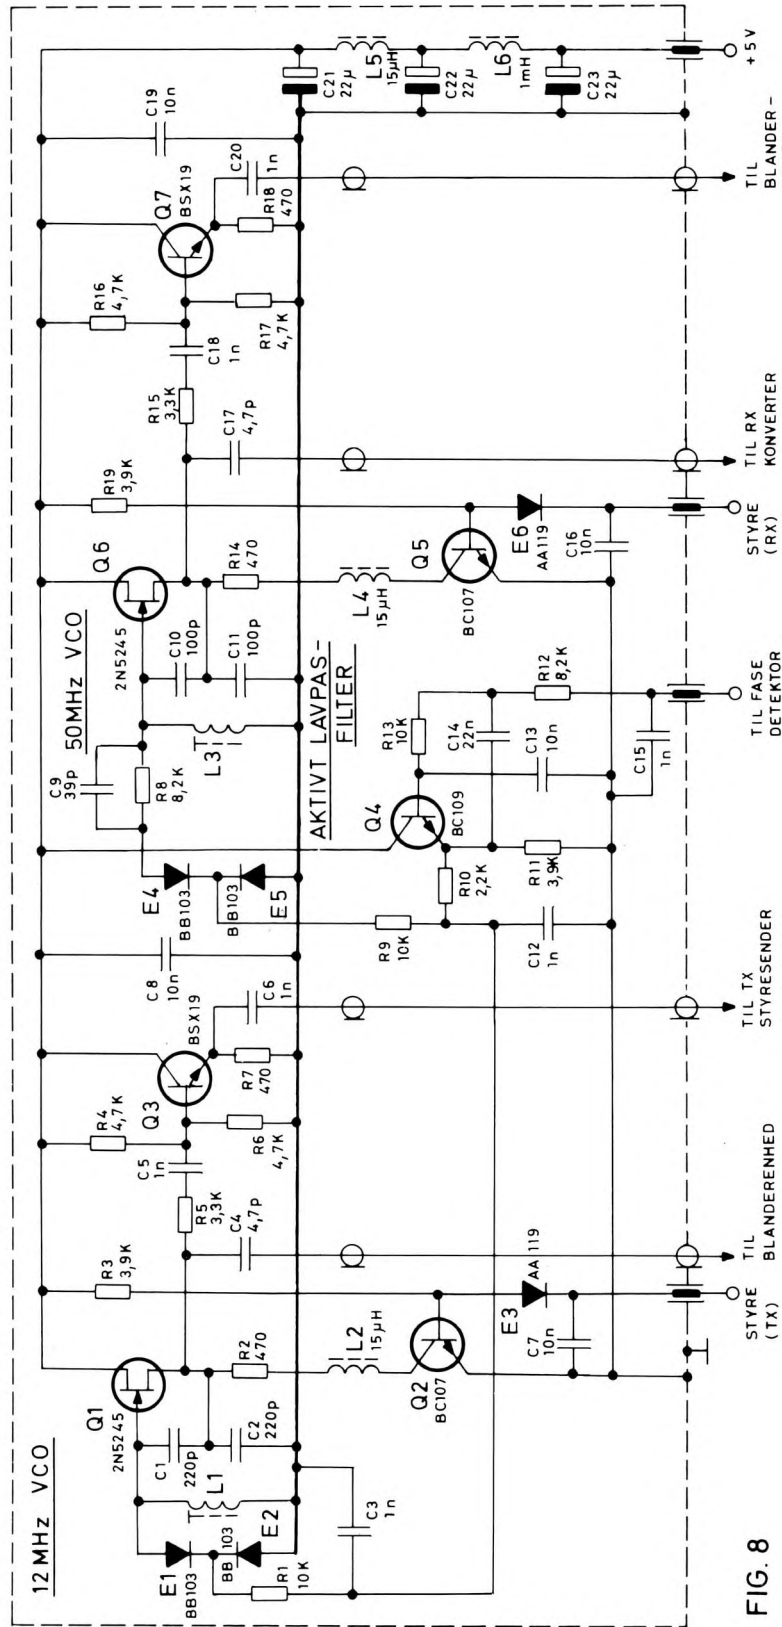 12 MHz VCO
Q1
2N5245
C1
220p
C2
220p
L1
E1
BB103
E2
BB103
R1
10K
C3
1n
R2
470
L2
15µH
Q2
BC107
R3
3,9K
E3
AA119
C7
10n
C4
4,7p
R5
3,3K
C5
1n
R4
4,7K
Q3
BSX19
R6
4,7K
R7
470
C6
1n
C8
10n
50MHz VCO
Q6
2N5245
C9
39p
R8
8,2K
E4
BB103
E5
BB103
L3
C10
100p
C11
100p
R14
470
L4
15µH
AKTIVT LAVPAS-
FILTER
R9
10K
R10
2,2K
C12
1n
Q4
BC109
R11
3,9K
R13
10K
C14
22n
C13
10n
R12
8,2K
C15
1n
Q5
BC107
R19
3,9K
E6
AA119
C16
10n
C17
4,7p
R15
3,3K
C18
1n
R16
4,7K
Q7
BSX19
R17
4,7K
R18
470
C20
1n
C19
10n
C21
22µ
L5
15µH
C22
22µ
L6
1mH
C23
22µ
STYRE
(TX)
TIL
BLANDERENHED
TIL TX
STYRESENDER
TIL FASE
DETEKTOR
STYRE
(RX)
TIL RX
KONVERTER
TIL
BLANDER-
+5V
FIG. 8